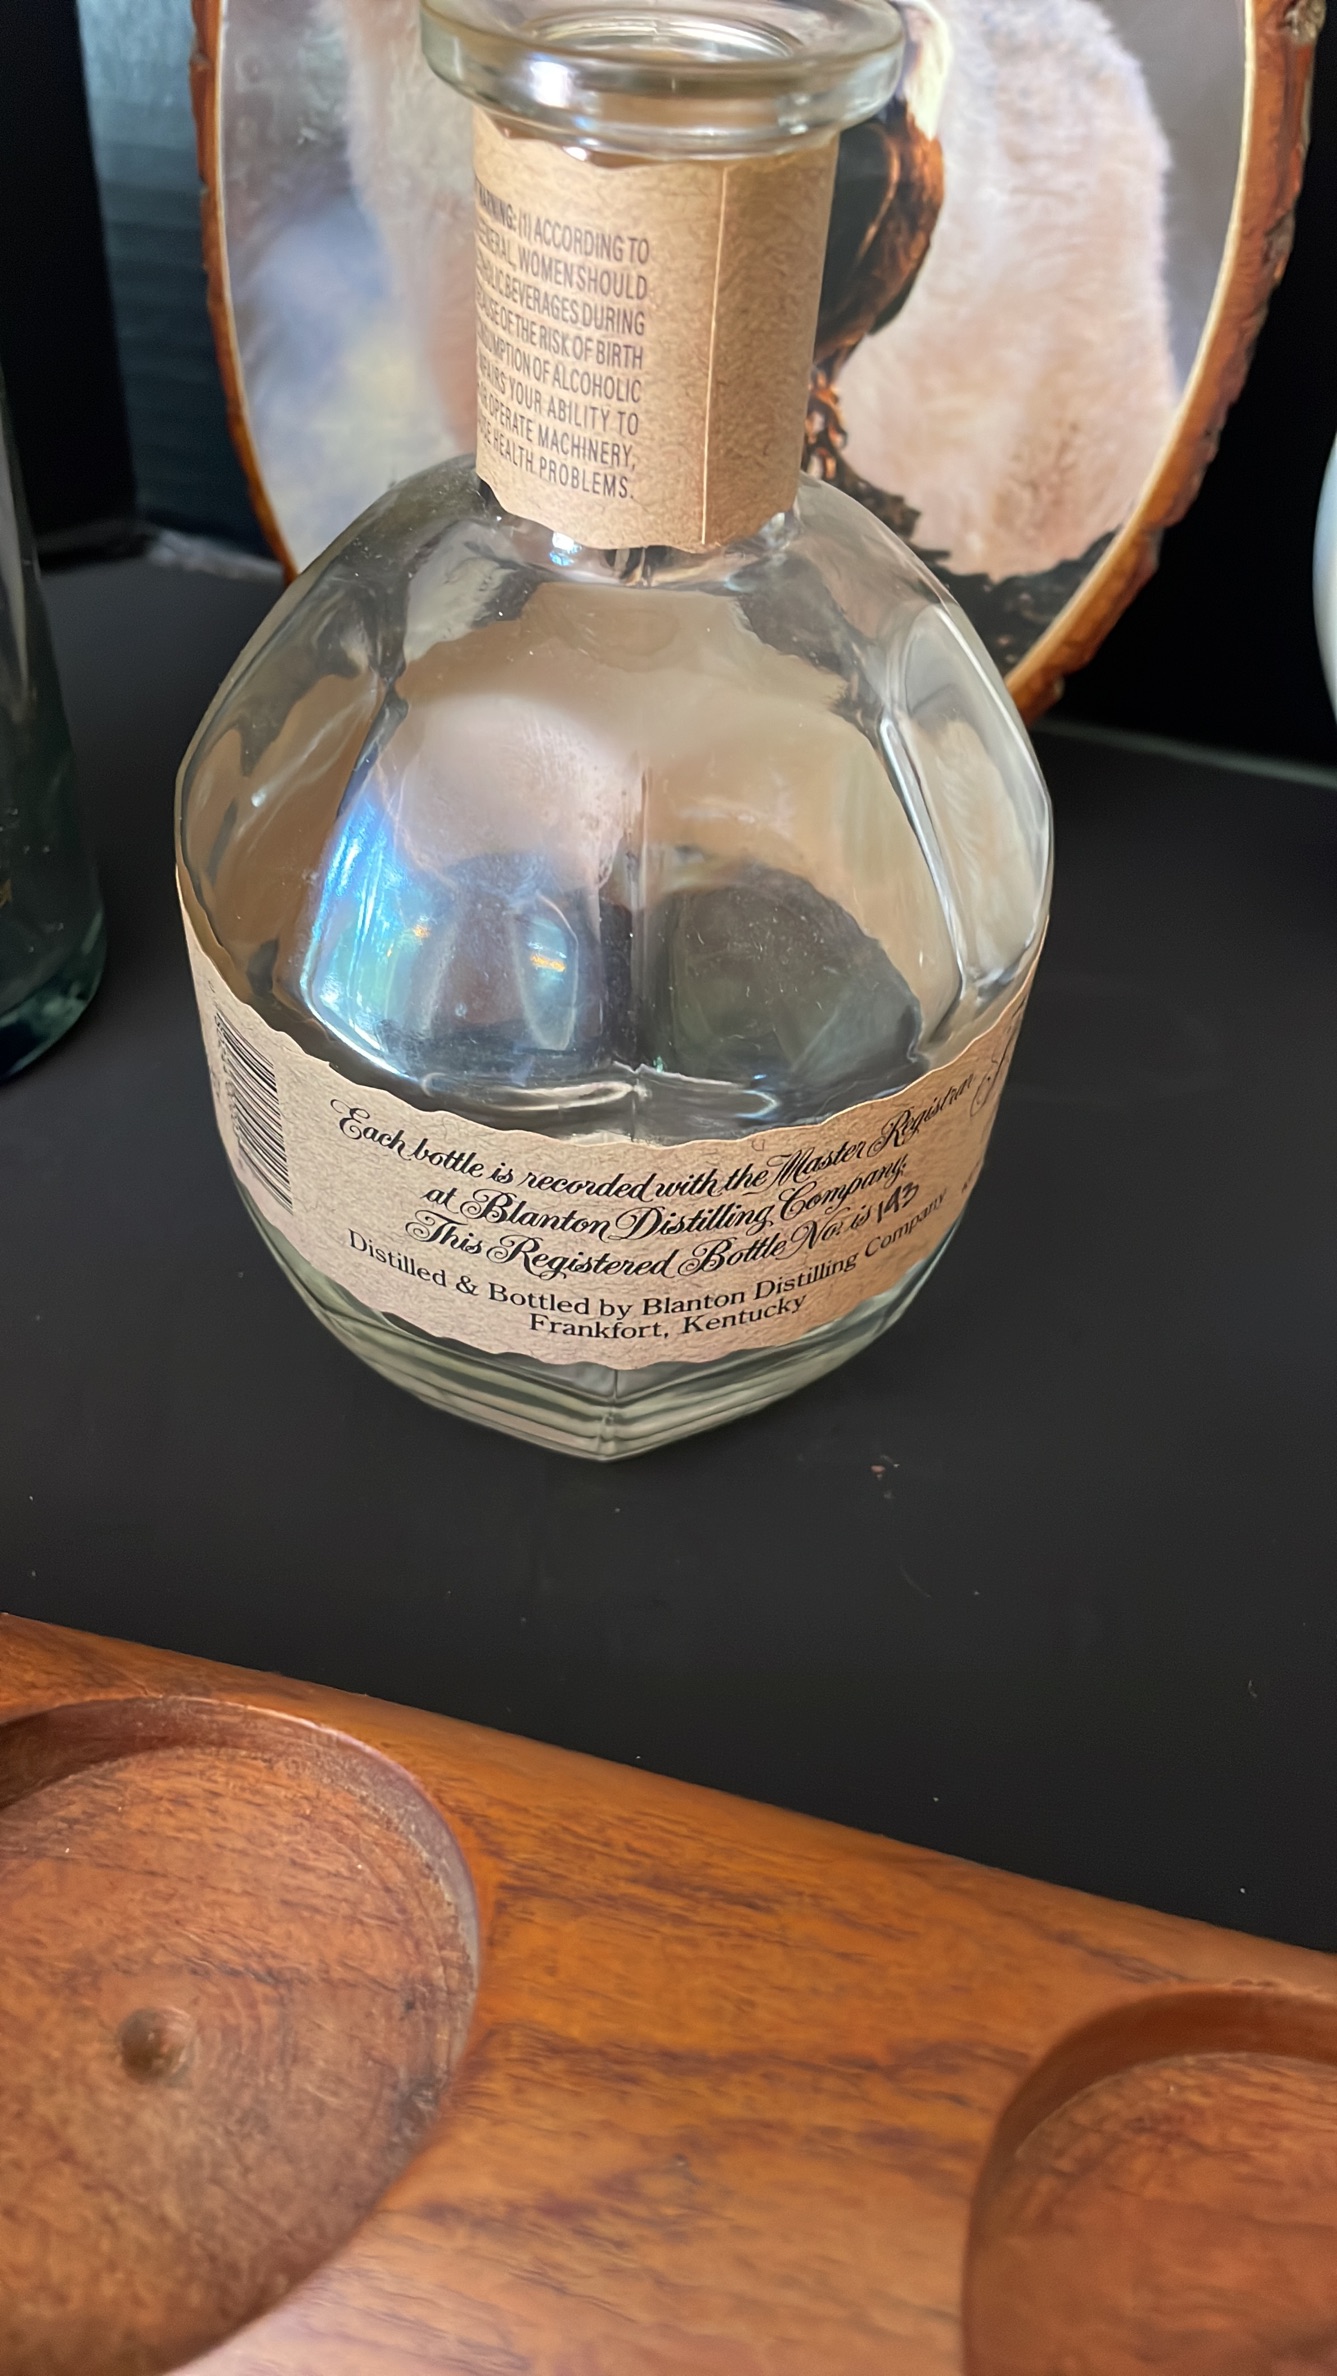 WARNING: (1) ACCORDING TO
GENERAL, WOMEN SHOULD
BEVERAGES DURING
OF THE RISK OF BIRTH
OF ALCOHOLIC
YOUR ABILITY TO
OPERATE MACHINERY,
HEALTH PROBLEMS.
Each bottle is recorded with the Master Registrar
at Blanton Distilling Company.
This Registered Bottle No. is 193
Distilled & Bottled by Blanton Distilling Company
Frankfort, Kentucky